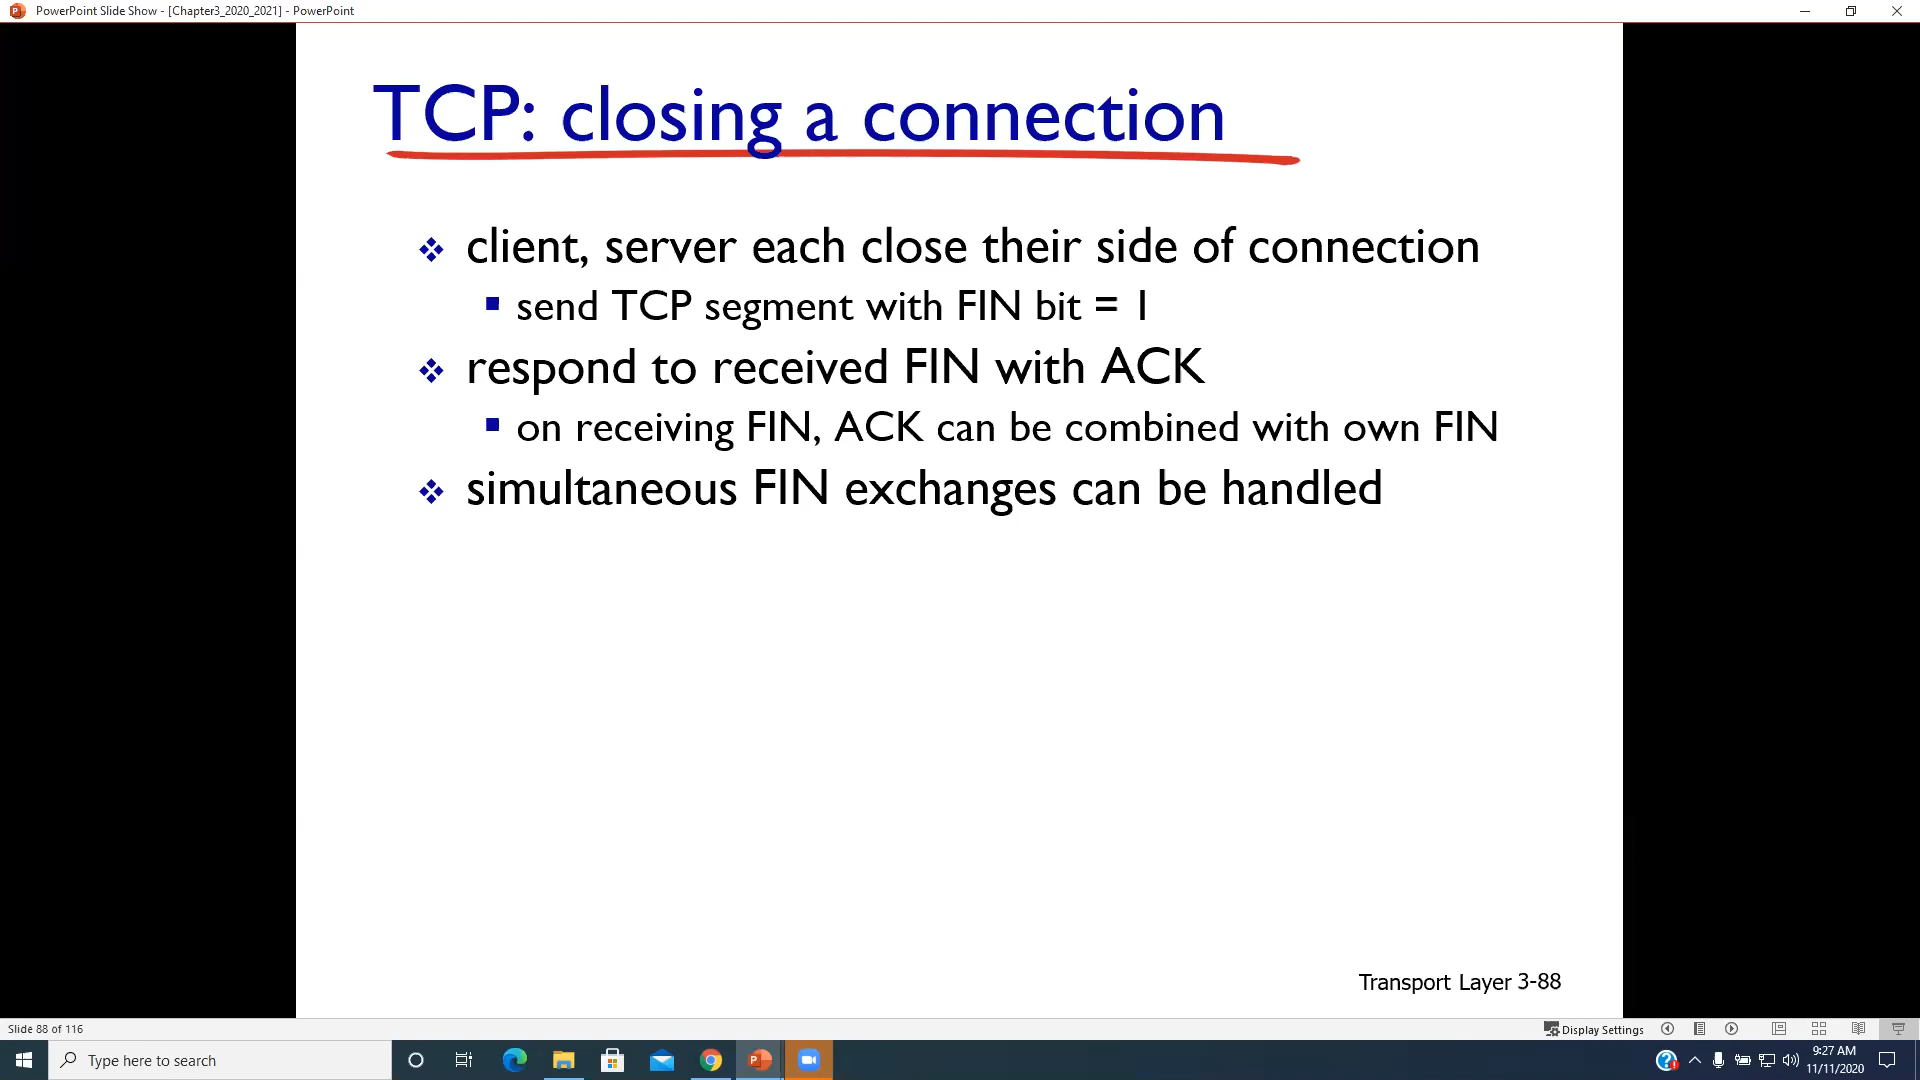 PowerPoint Slide Show - [Chapter3_2020_2021] - PowerPoint
TCP: closing a connection
client, server each close their side of connection
send TCP segment with FIN bit = 1
respond to received FIN with ACK
on receiving FIN, ACK can be combined with own FIN
simultaneous FIN exchanges can be handled
Transport Layer 3-88
Slide 88 of 116
Display Settings
Type here to search
9:27 AM
11/11/2020